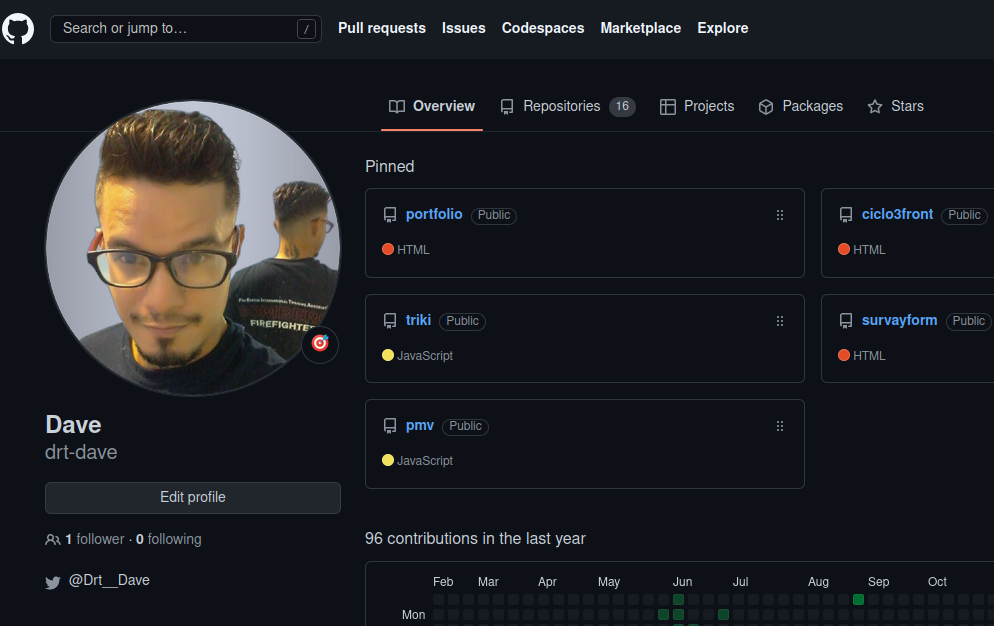 Search or jump to… /
Pull requests Issues Codespaces Marketplace Explore
Overview Repositories 16 Projects Packages Stars
Pinned
portfolio Public
HTML
ciclo3front Public
HTML
triki Public
JavaScript
survayform Public
HTML
pmv Public
JavaScript
FIREFIGHTER
Dave
drt-dave
Edit profile
1 follower · 0 following
@Drt__Dave
96 contributions in the last year
Feb Mar Apr May Jun Jul Aug Sep Oct
Mon